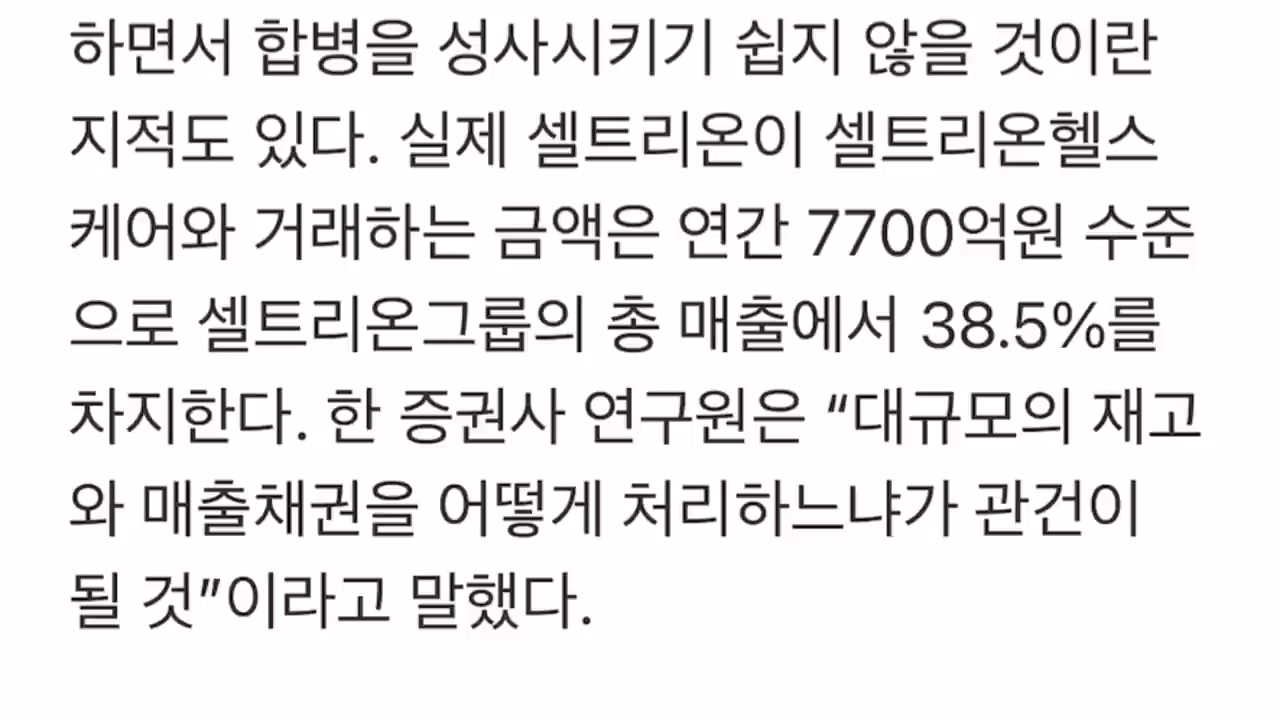 하면서 합병을 성사시키기 쉽지 않을 것이란
지적도 있다. 실제 셀트리온이 셀트리온헬스
케어와 거래하는 금액은 연간 7700억원 수준
으로 셀트리온그룹의 총 매출에서 38.5%를
차지한다. 한 증권사 연구원은 “대규모의 재고
와 매출채권을 어떻게 처리하느냐가 관건이
될 것”이라고 말했다.